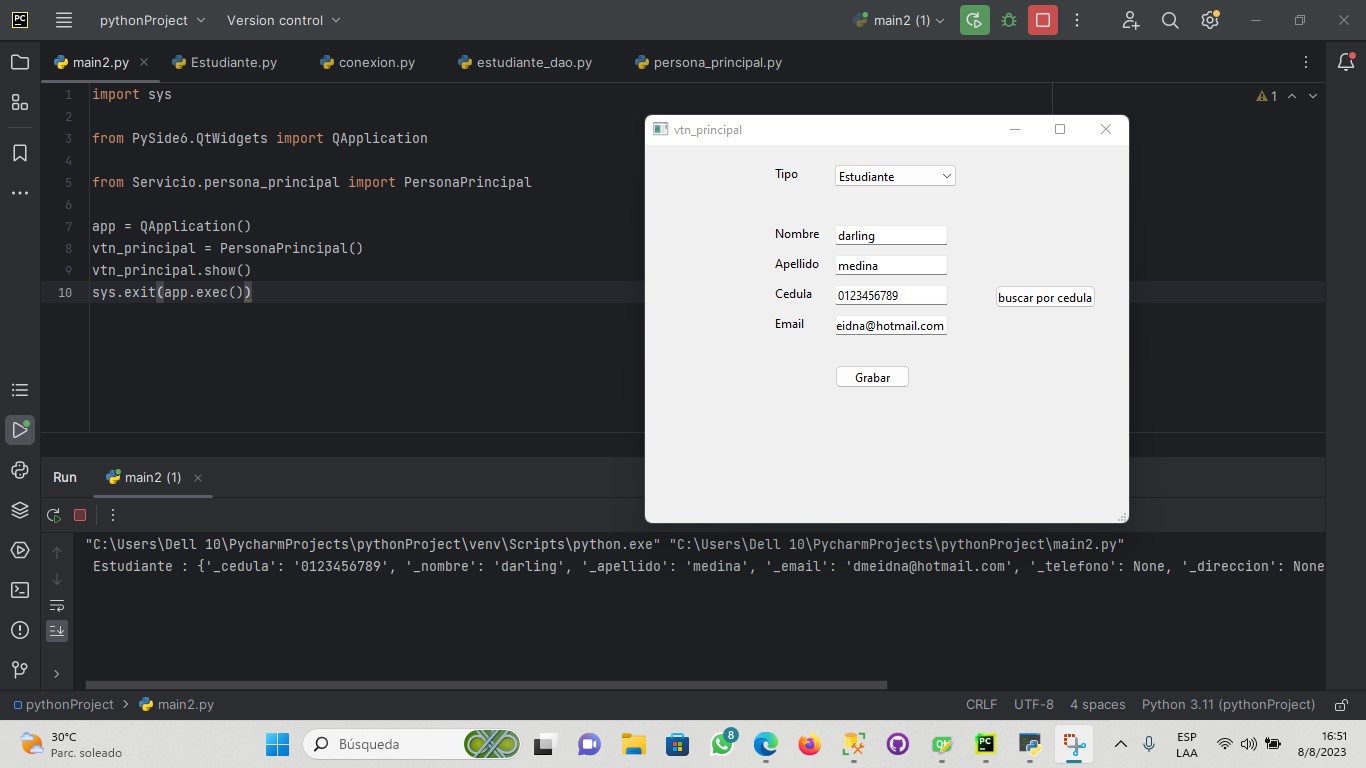 PC pythonProject Version control main2 (1)
main2.py Estudiante.py conexion.py estudiante_dao.py persona_principal.py
1 import sys
2
3 from PySide6.QtWidgets import QApplication
4
5 from Servicio.persona_principal import PersonaPrincipal
6
7 app = QApplication()
8 vtn_principal = PersonaPrincipal()
9 vtn_principal.show()
10 sys.exit(app.exec())
1
vtn_principal
Tipo Estudiante
Nombre darling
Apellido medina
Cedula 0123456789 buscar por cedula
Email eidna@hotmail.com
Grabar
Run main2 (1)
"C:\Users\Dell 10\PycharmProjects\pythonProject\venv\Scripts\python.exe" "C:\Users\Dell 10\PycharmProjects\pythonProject\main2.py"
Estudiante : {'_cedula': '0123456789', '_nombre': 'darling', '_apellido': 'medina', '_email': 'dmeidna@hotmail.com', '_telefono': None, '_direccion': None
pythonProject main2.py CRLF UTF-8 4 spaces Python 3.11 (pythonProject)
30°C
Parc. soleado
Búsqueda
8
PC
ESP
LAA
16:51
8/8/2023